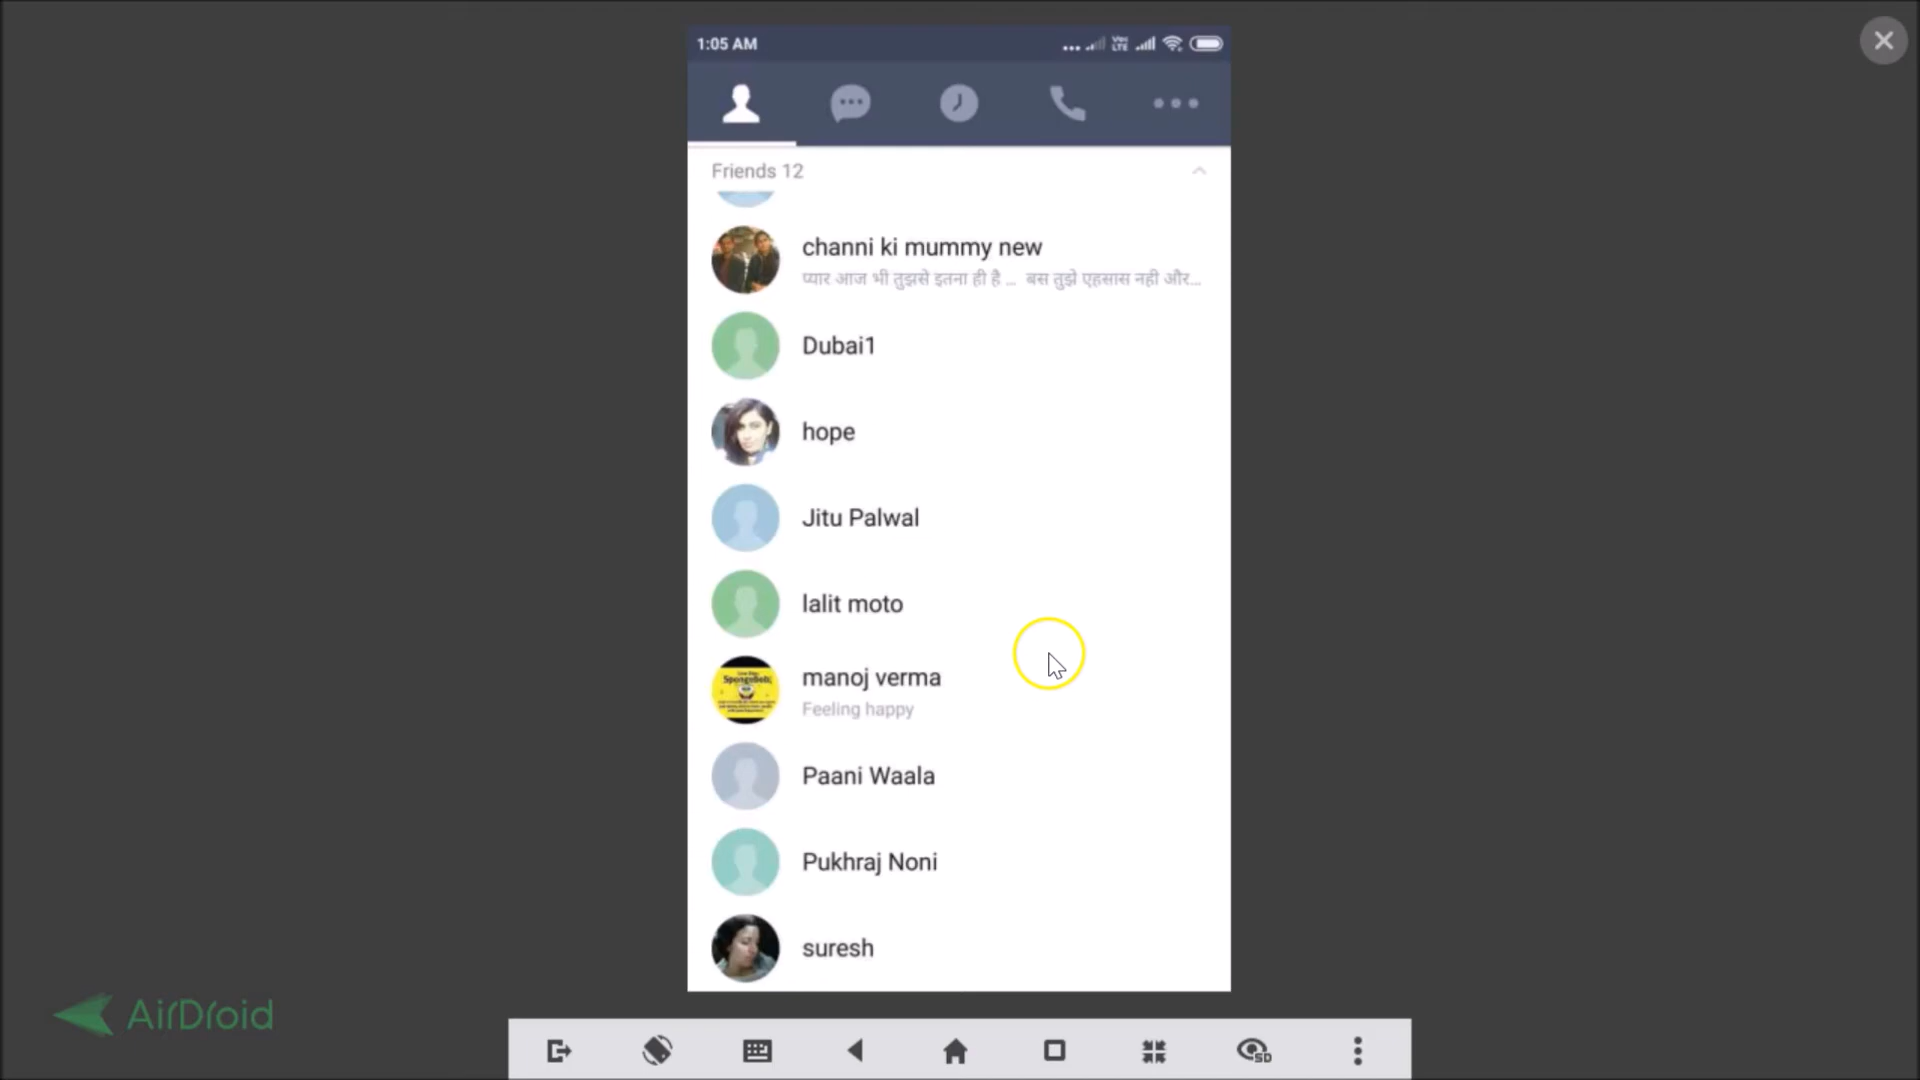 1:05 AM
Friends 12
channi ki mummy new
प्यार आज भी तुझसे इतना ही है ... बस तुझे एहसास नही और...
Dubai1
hope
Jitu Palwal
lalit moto
manoj verma
Feeling happy
Paani Waala
Pukhraj Noni
suresh
AirDroid
SD